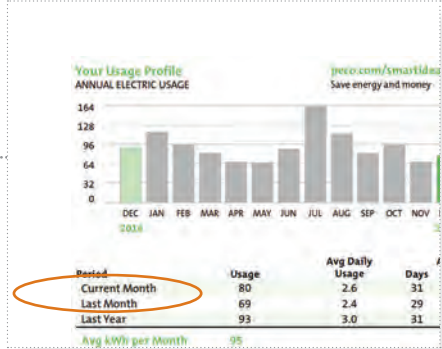 Your Usage Profile
peco.com/smartidea
ANNUAL ELECTRIC USAGE
Save energy and money
164
128
96
64
32
0
DEC JAN FEB MAR APR MAY JUN JUL AUG SEP OCT NOV
2016
Avg Daily
Period Usage Usage Days
Current Month 80 2.6 31
Last Month 69 2.4 29
Last Year 93 3.0 31
Avg kWh per Month 95